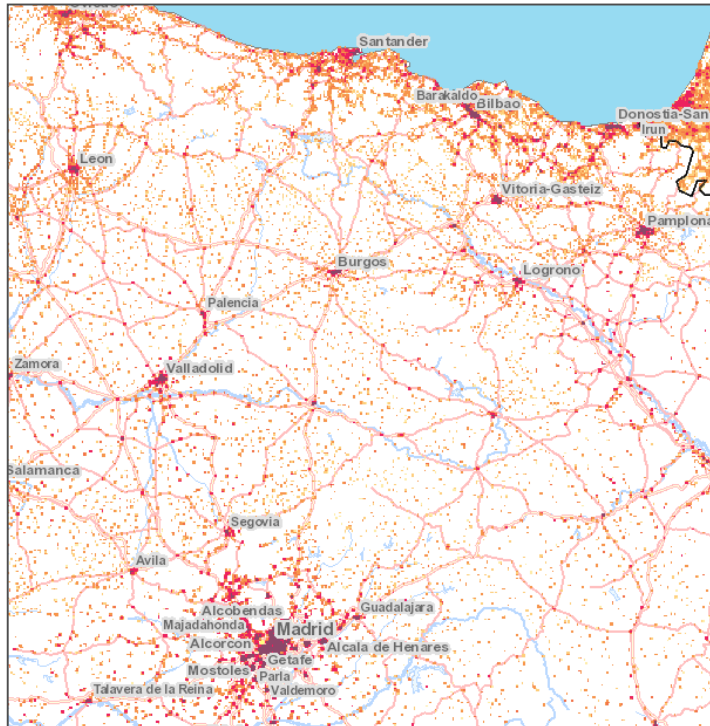 Oviedo
Santander
Barakaldo
Bilbao
Donostia-San
Irun
Leon
Vitoria-Gasteiz
Pamplona
Burgos
Logrono
Palencia
Zamora
Valladolid
Salamanca
Segovia
Avila
Guadalajara
Alcobendas
Majadahonda
Madrid
Alcorcon
Alcala de Henares
Getafe
Mostoles
Parla
Talavera de la Reina
Valdemoro